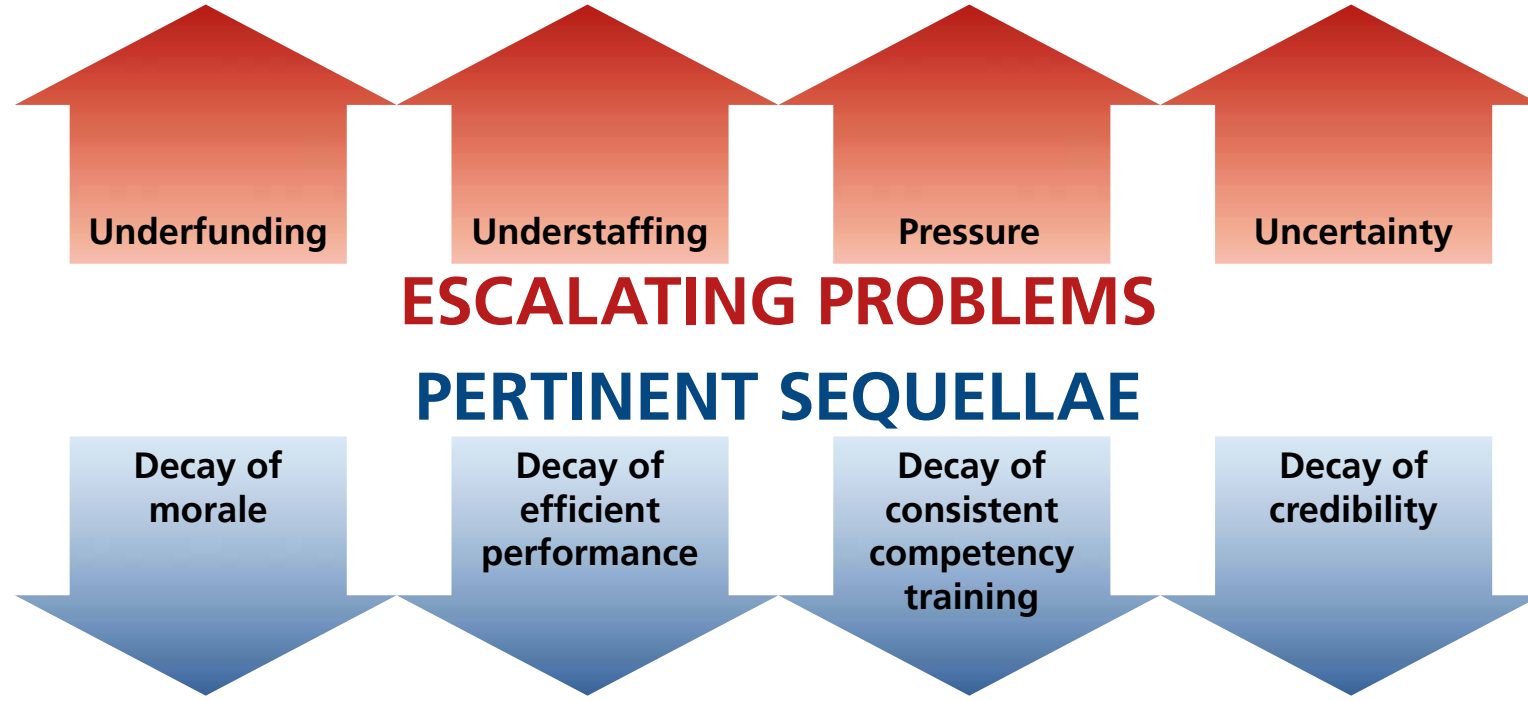 Underfunding
Understaffing
Pressure
Uncertainty
ESCALATING PROBLEMS
PERTINENT SEQUELLAE
Decay of
morale
Decay of
efficient
performance
Decay of
consistent
competency
training
Decay of
credibility